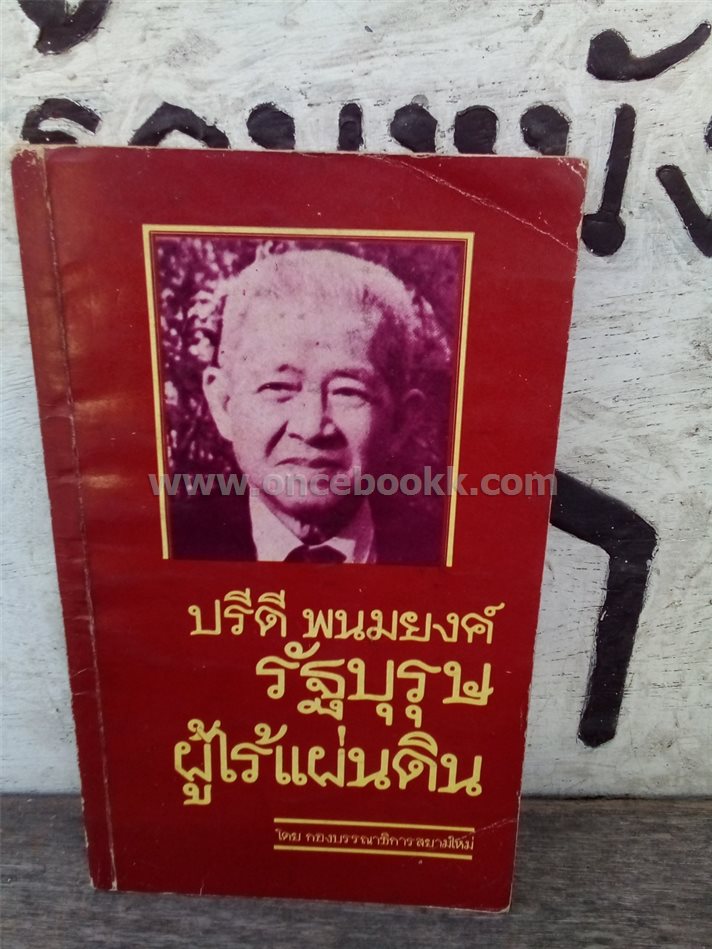 www.oncebookk.com
ปรีดี พนมยงค์
รัฐบุรุษ
ผู้ไร้แผ่นดิน
โดย กองบรรณาธิการสยามใหม่